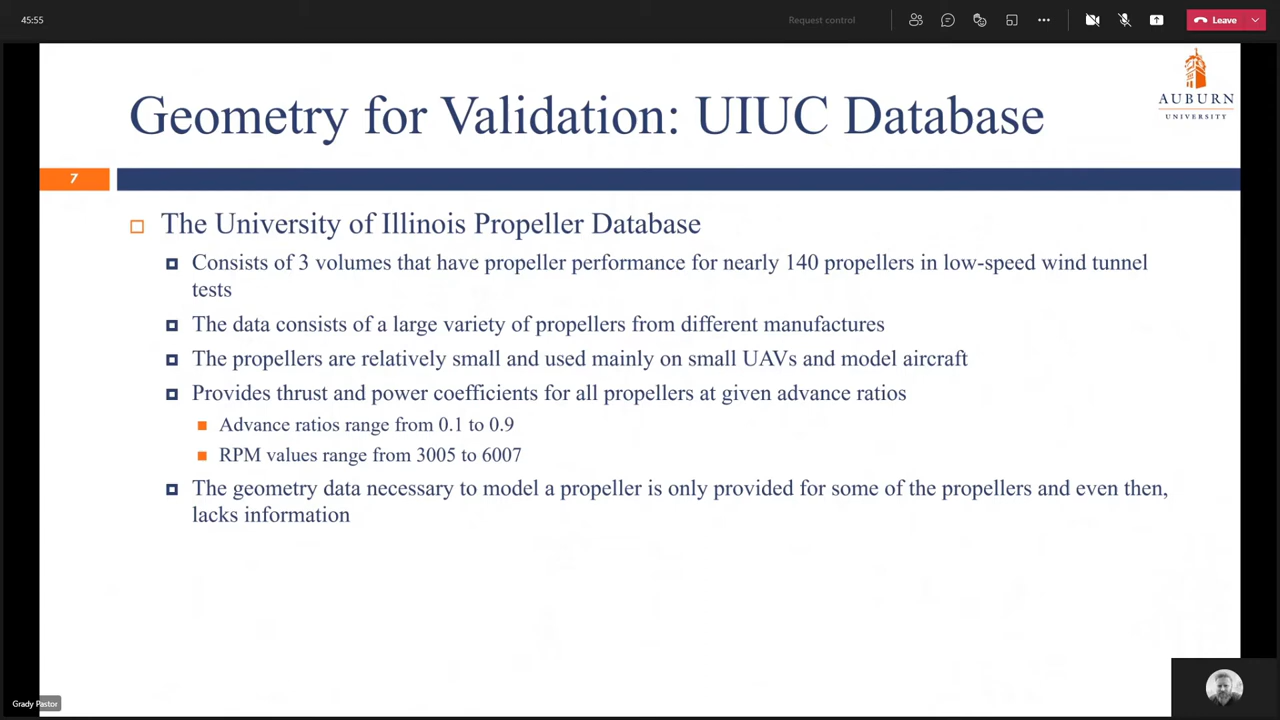 45:55
Request control
Leave
AUBURN
UNIVERSITY
Geometry for Validation: UIUC Database
7
The University of Illinois Propeller Database
Consists of 3 volumes that have propeller performance for nearly 140 propellers in low-speed wind tunnel
tests
The data consists of a large variety of propellers from different manufactures
The propellers are relatively small and used mainly on small UAVs and model aircraft
Provides thrust and power coefficients for all propellers at given advance ratios
Advance ratios range from 0.1 to 0.9
RPM values range from 3005 to 6007
The geometry data necessary to model a propeller is only provided for some of the propellers and even then,
lacks information
Grady Pastor